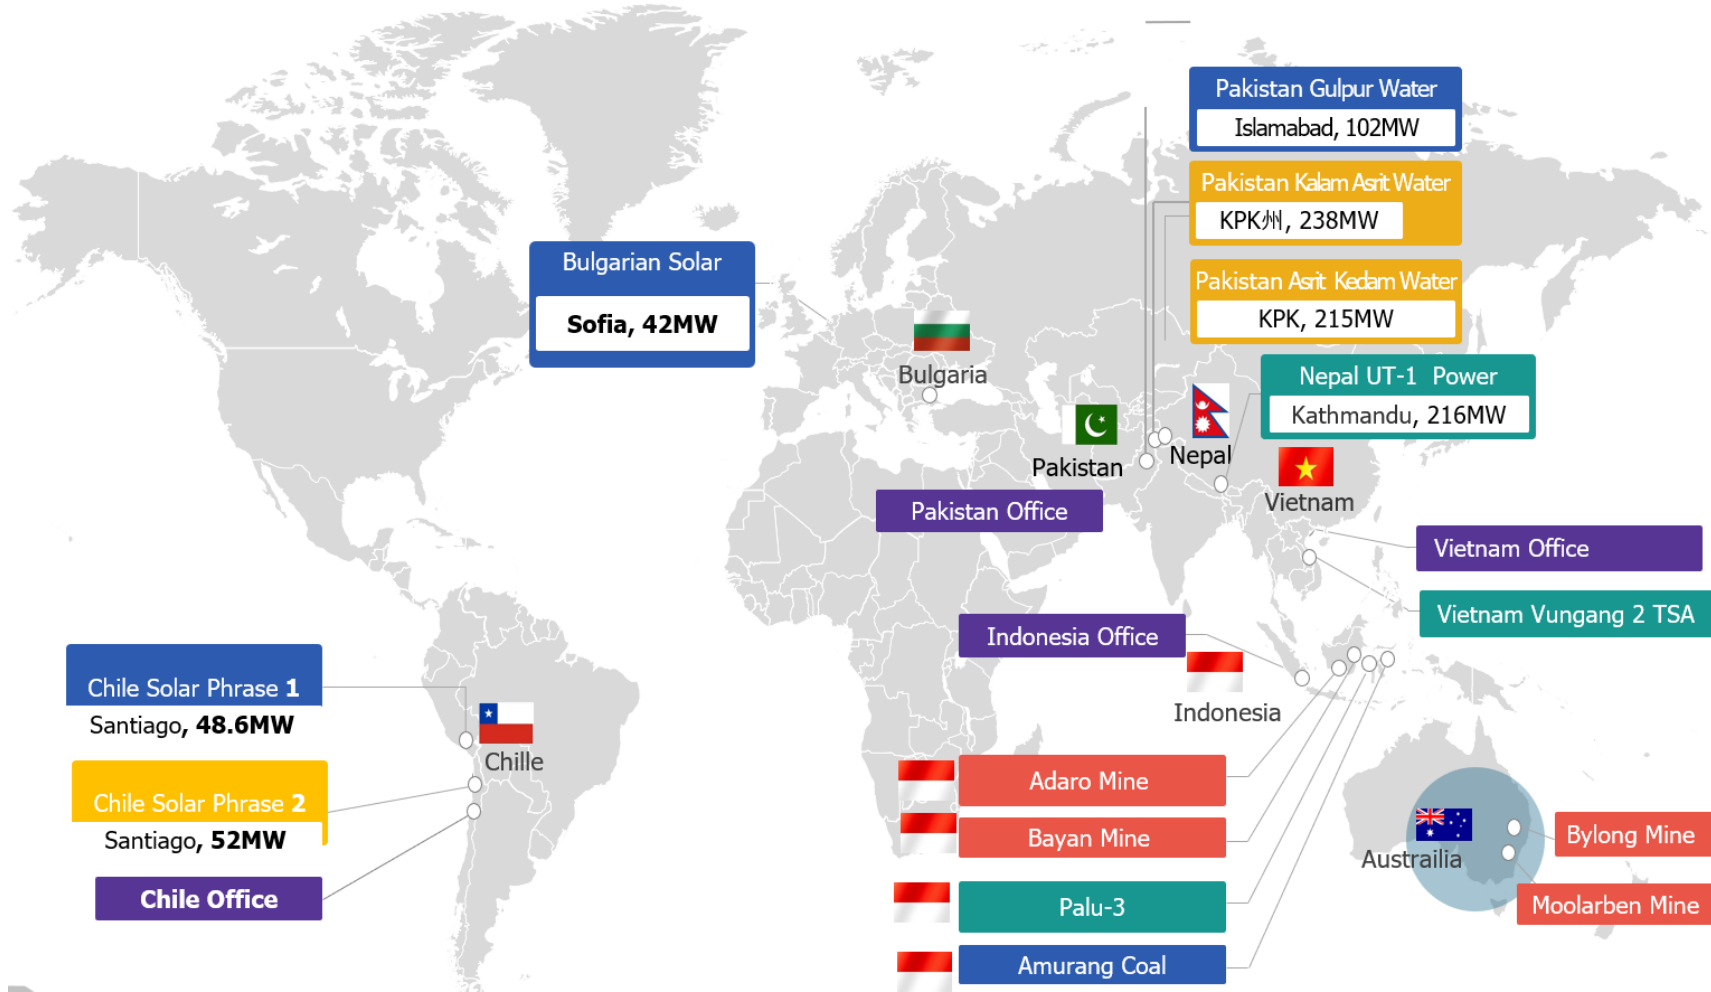 Pakistan Gulpur Water
Islamabad, 102MW
Pakistan Kalam Asrit Water
KPK州, 238MW
Pakistan Asrit Kedam Water
KPK, 215MW
Bulgarian Solar
Sofia, 42MW
Bulgaria
Nepal UT-1 Power
Kathmandu, 216MW
Pakistan
Nepal
Vietnam
Pakistan Office
Vietnam Office
Vietnam Vungang 2 TSA
Indonesia Office
Indonesia
Chile Solar Phrase 1
Santiago, 48.6MW
Chille
Chile Solar Phrase 2
Santiago, 52MW
Chile Office
Adaro Mine
Bayan Mine
Palu-3
Amurang Coal
Austrailia
Bylong Mine
Moolarben Mine